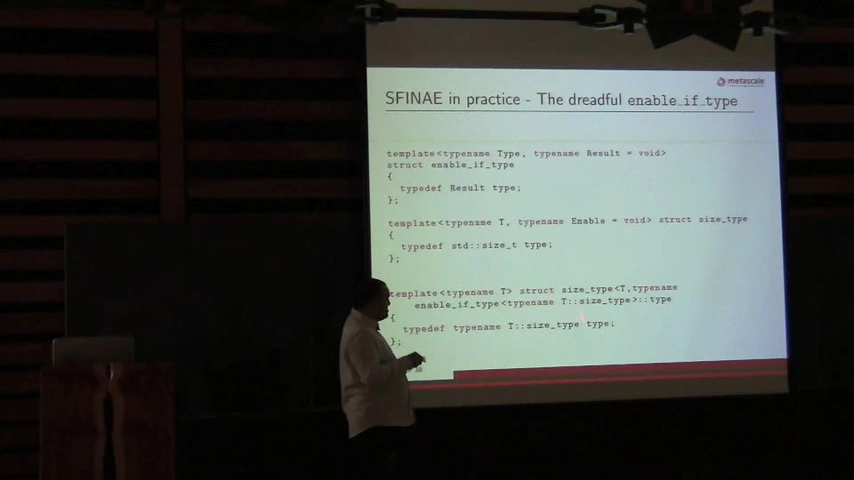 metascale
SFINAE in practice - The dreadful enable_if_type
template<typename Type, typename Result = void>
struct enable_if_type
{
typedef Result type;
};
template<typename T, typename Enable = void> struct size_type
{
typedef std::size_t type;
};
template<typename T> struct size_type<T,typename
enable_if_type<typename T::size_type>::type
{
typedef typename T::size_type type;
};
38